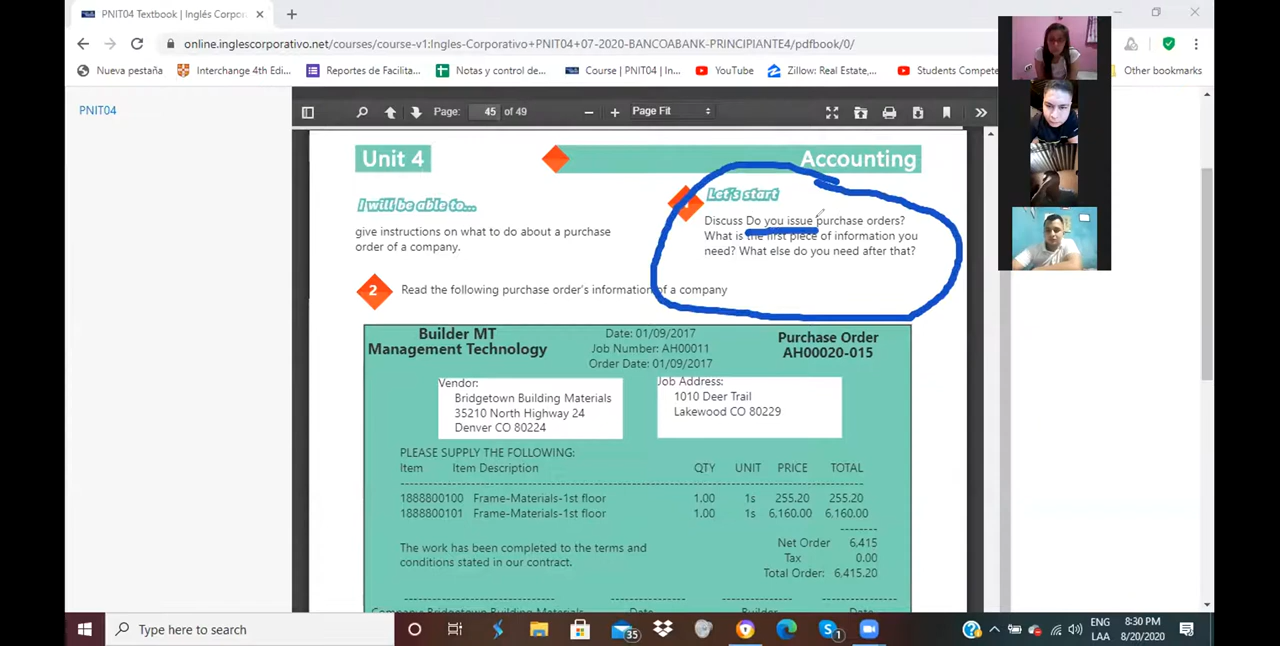 PNIT04 Textbook | Inglés Corpor
online.inglescorporativo.net/courses/course-v1:Ingles-Corporativo+PNIT04+07-2020-BANCOABANK-PRINCIPIANTE4/pdfbook/0/
Nueva pestaña
Interchange 4th Edi...
Reportes de Facilita...
Notas y control de...
Course | PNIT04 | In...
YouTube
Zillow: Real Estate,...
Students Compete
Other bookmarks
PNIT04
Page: 45 of 49
Page Fit
Unit 4
Accounting
I will be able to...
give instructions on what to do about a purchase
order of a company.
Let's start
Discuss Do you issue purchase orders?
What is the first piece of information you
need? What else do you need after that?
2
Read the following purchase order's information of a company
Builder MT
Management Technology
Date: 01/09/2017
Job Number: AH00011
Order Date: 01/09/2017
Purchase Order
AH00020-015
Vendor:
Bridgetown Building Materials
35210 North Highway 24
Denver CO 80224
Job Address:
1010 Deer Trail
Lakewood CO 80229
PLEASE SUPPLY THE FOLLOWING:
Item Item Description QTY UNIT PRICE TOTAL
1888800100 Frame-Materials-1st floor 1.00 1s 255.20 255.20
1888800101 Frame-Materials-1st floor 1.00 1s 6,160.00 6,160.00
The work has been completed to the terms and
conditions stated in our contract.
Net Order 6,415
Tax 0.00
Total Order: 6,415.20
Company Bridgetown Building Materials Date Builder Date
Type here to search
35
1
ENG
LAA
8:30 PM
8/20/2020